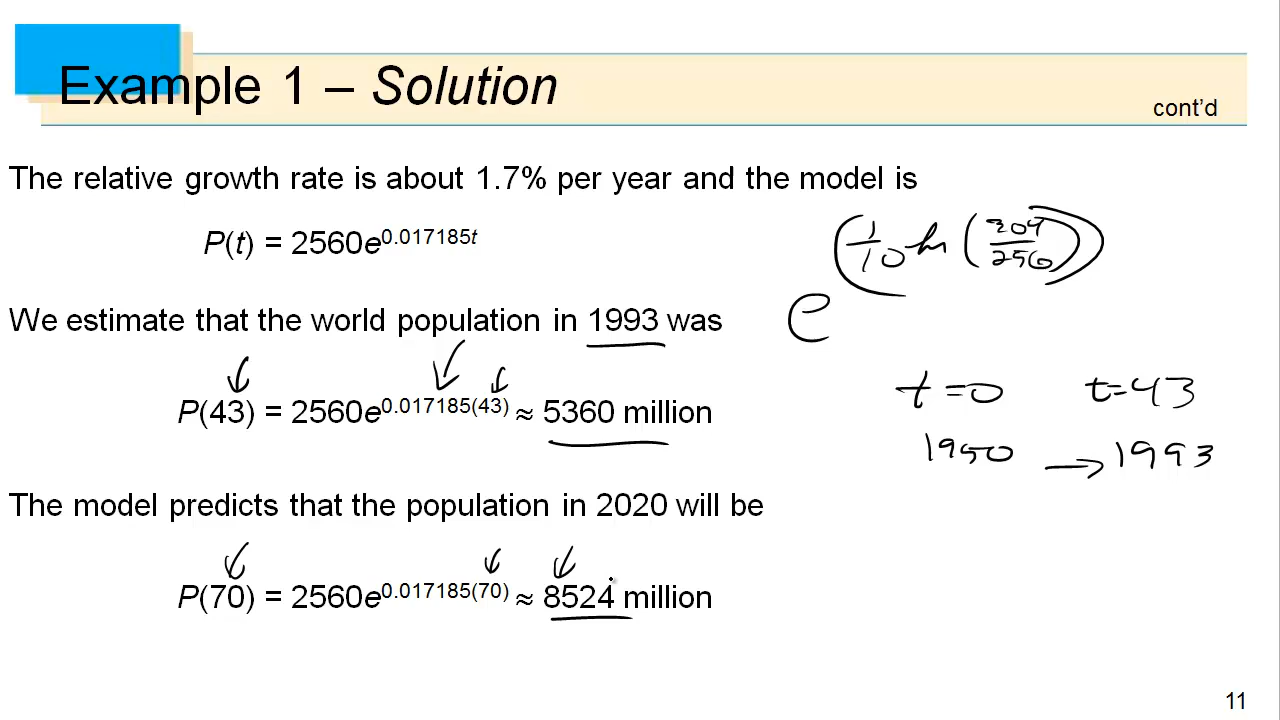 Example 1 – Solution
cont'd
The relative growth rate is about 1.7% per year and the model is
P(t) = 2560e^0.017185t
(1/10 ln (304/256))
e
We estimate that the world population in 1993 was
t=0 t=43
P(43) = 2560e^0.017185(43) ≈ 5360 million
1950 → 1993
The model predicts that the population in 2020 will be
P(70) = 2560e^0.017185(70) ≈ 8524 million
11